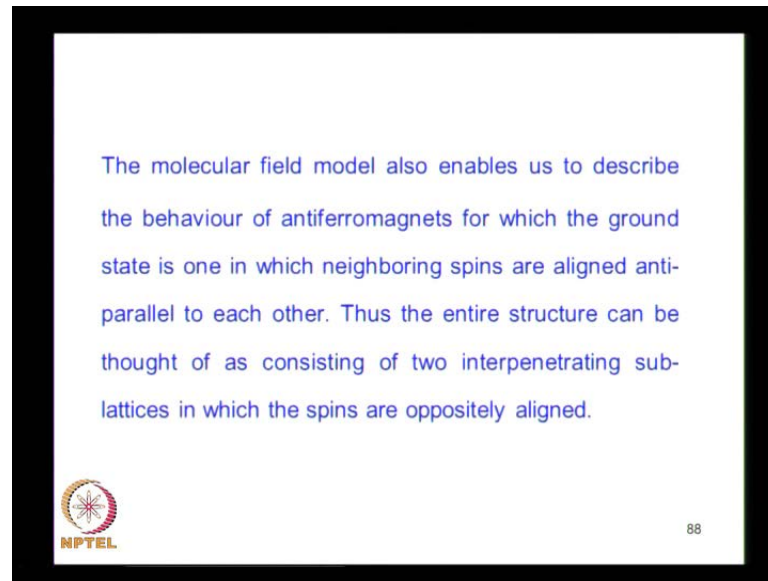 The molecular field model also enables us to describe
the behaviour of antiferromagnets for which the ground
state is one in which neighboring spins are aligned anti-
parallel to each other. Thus the entire structure can be
thought of as consisting of two interpenetrating sub-
lattices in which the spins are oppositely aligned.
NPTEL
88